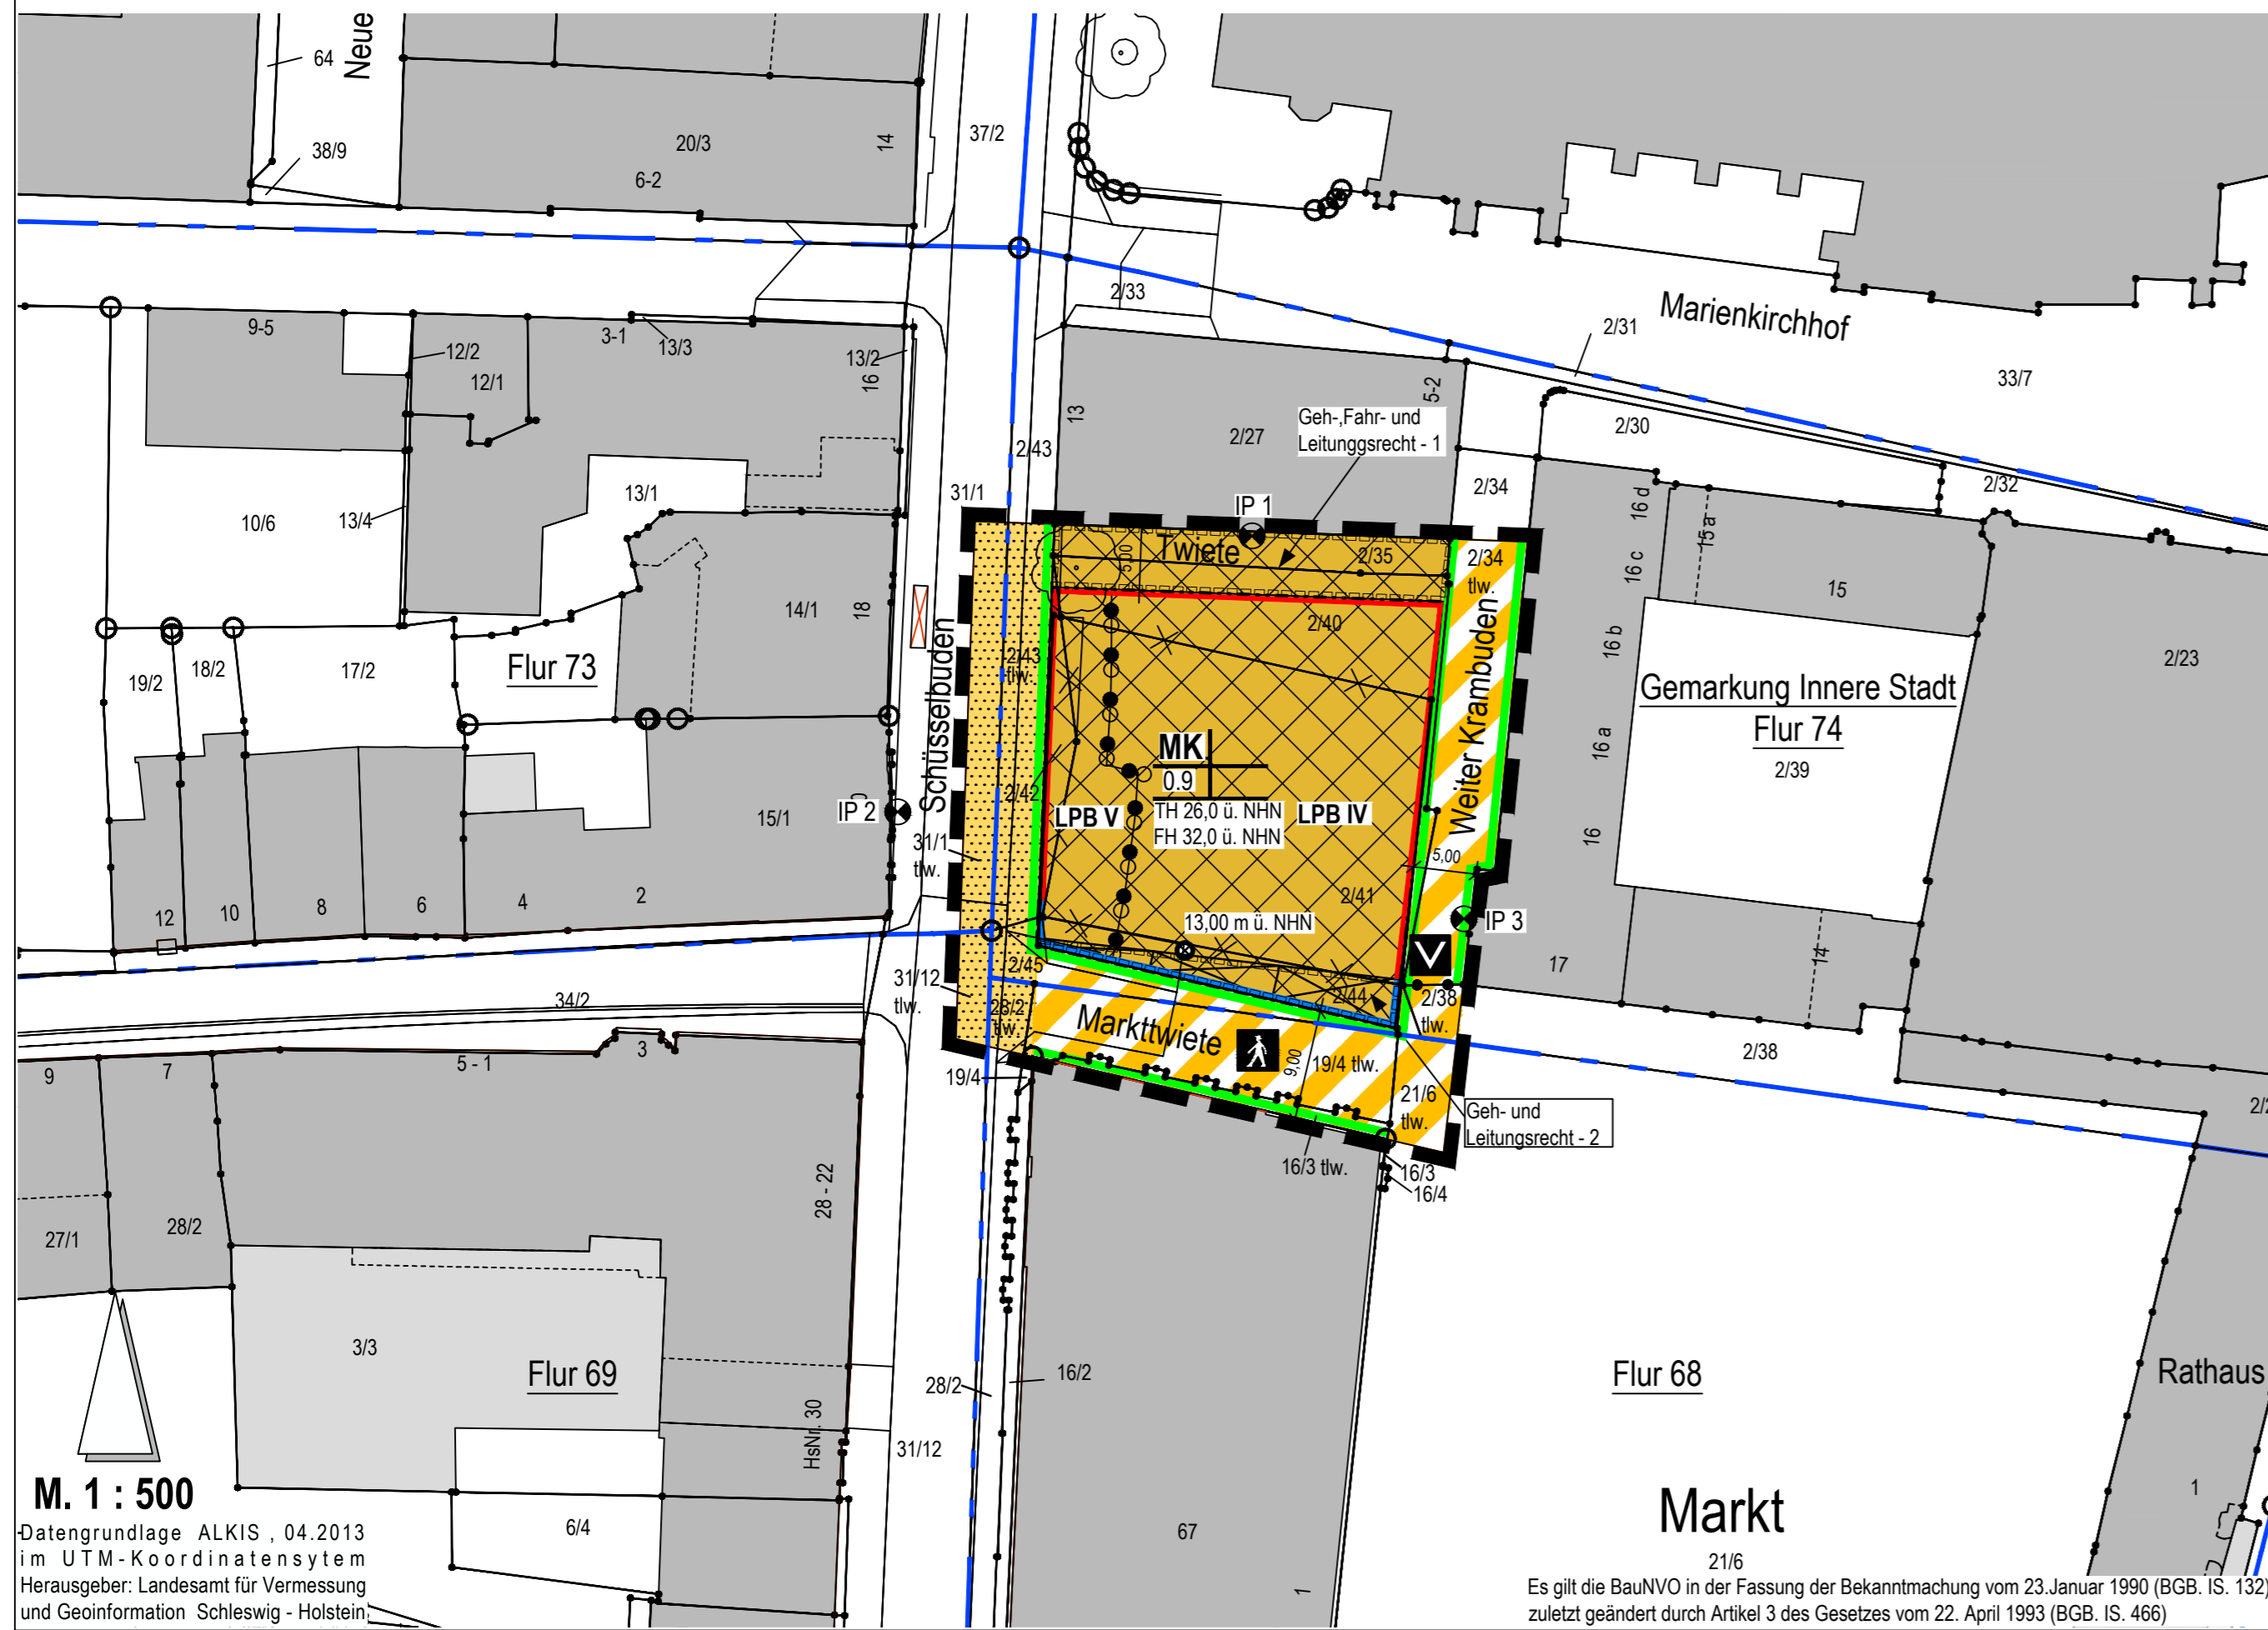 64
Neue
38/9
20/3
6-2
14
37/2
2/33
Marienkirchhof
2/31
33/7
9-5
12/2
12/1
3-1
13/3
13/2
16
13
5-2
2/27
Geh-,Fahr- und
Leitunggsrecht - 1
2/30
2/43
2/34
2/32
31/1
IP 1
10/6
13/4
13/1
16 d
15 a
16 c
15
Twiete
5,00
2/35
2/34
tlw.
14/1
18
2/40
16 b
2/23
Flur 73
17/2
18/2
19/2
Schüsselbuden
2/43
tlw.
Weiter Krambuden
Gemarkung Innere Stadt
Flur 74
2/39
16 a
MK
0.9
2/42
LPB V
TH 26,0 ü. NHN
FH 32,0 ü. NHN
LPB IV
IP 2
15/1
31/1
tlw.
5,00
16
2/41
13,00 m ü. NHN
IP 3
12
10
8
6
4
2
17
14
2/45
31/12
tlw.
28/2
tlw.
34/2
2/44
2/38
tlw.
Markttwiete
9,00
19/4 tlw.
2/38
9
7
5 - 1
3
19/4
21/6
tlw.
Geh- und
Leitungsrecht - 2
16/3 tlw.
16/3
16/4
27/1
28/2
28 - 22
3/3
Flur 69
28/2
16/2
Flur 68
Rathaus
HsNr. 30
31/12
M. 1 : 500
Markt
1
6/4
67
1
21/6
Datengrundlage ALKIS , 04.2013
im UTM-Koordinatensytem
Herausgeber: Landesamt für Vermessung
und Geoinformation Schleswig - Holstein
Es gilt die BauNVO in der Fassung der Bekanntmachung vom 23.Januar 1990 (BGB. IS. 132)
zuletzt geändert durch Artikel 3 des Gesetzes vom 22. April 1993 (BGB. IS. 466)